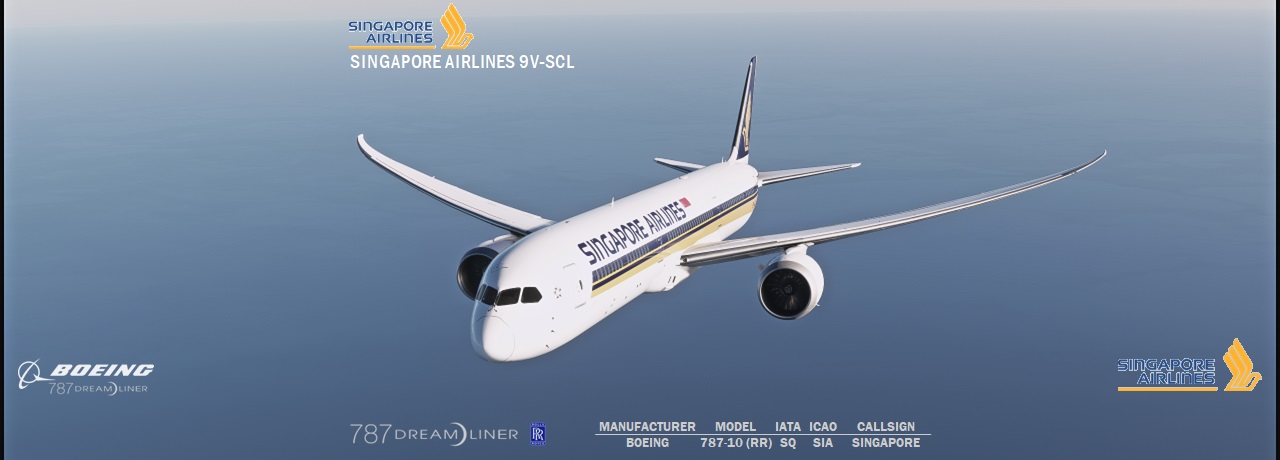 SINGAPORE
AIRLINES
SINGAPORE AIRLINES 9V-SCL
SINGAPORE AIRLINES
BOEING
787 DREAMLINER
SINGAPORE
AIRLINES
787 DREAMLINER
RR
MANUFACTURER MODEL IATA ICAO CALLSIGN
BOEING 787-10 (RR) SQ SIA SINGAPORE